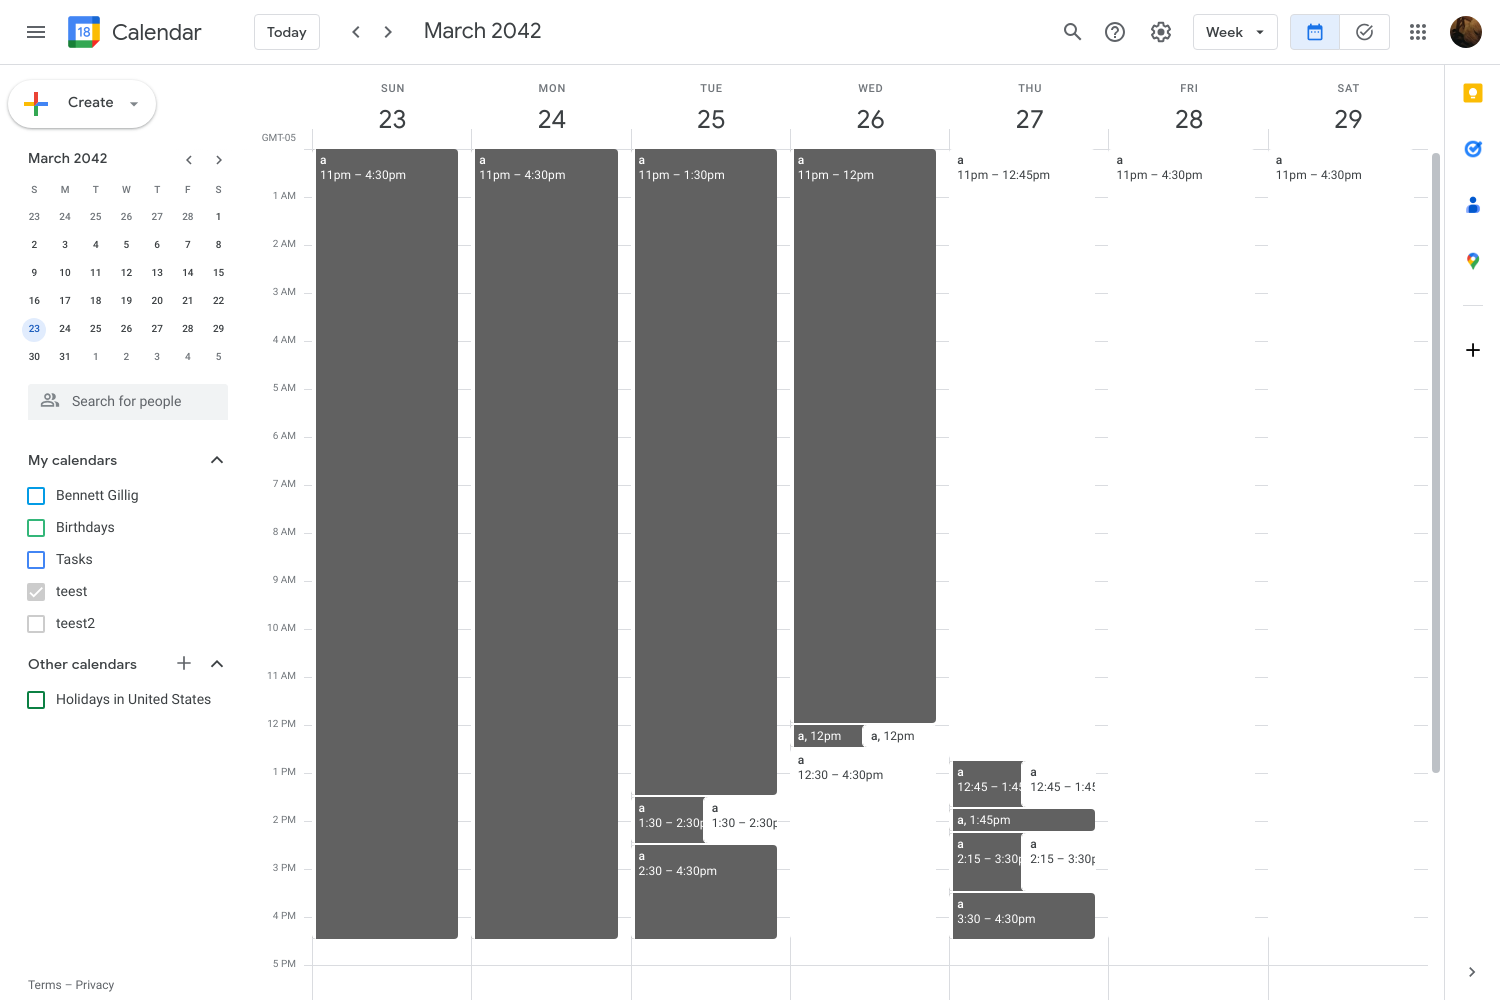 18
Calendar
Today
March 2042
Week
Create
March 2042
S M T W T F S
23 24 25 26 27 28 1
2 3 4 5 6 7 8
9 10 11 12 13 14 15
16 17 18 19 20 21 22
23 24 25 26 27 28 29
30 31 1 2 3 4 5
Search for people
My calendars
Bennett Gillig
Birthdays
Tasks
teest
teest2
Other calendars
Holidays in United States
Terms – Privacy
SUN MON TUE WED THU FRI SAT
23 24 25 26 27 28 29
GMT-05
1 AM
2 AM
3 AM
4 AM
5 AM
6 AM
7 AM
8 AM
9 AM
10 AM
11 AM
12 PM
1 PM
2 PM
3 PM
4 PM
5 PM
a
11pm – 4:30pm
a
11pm – 4:30pm
a
11pm – 1:30pm
a
1:30 – 2:30p
a
1:30 – 2:30p
a
2:30 – 4:30pm
a
11pm – 12pm
a, 12pm
a, 12pm
a
12:30 – 4:30pm
a
11pm – 12:45pm
a
12:45 – 1:45
a
12:45 – 1:45
a, 1:45pm
a
2:15 – 3:30p
a
2:15 – 3:30p
a
3:30 – 4:30pm
a
11pm – 4:30pm
a
11pm – 4:30pm